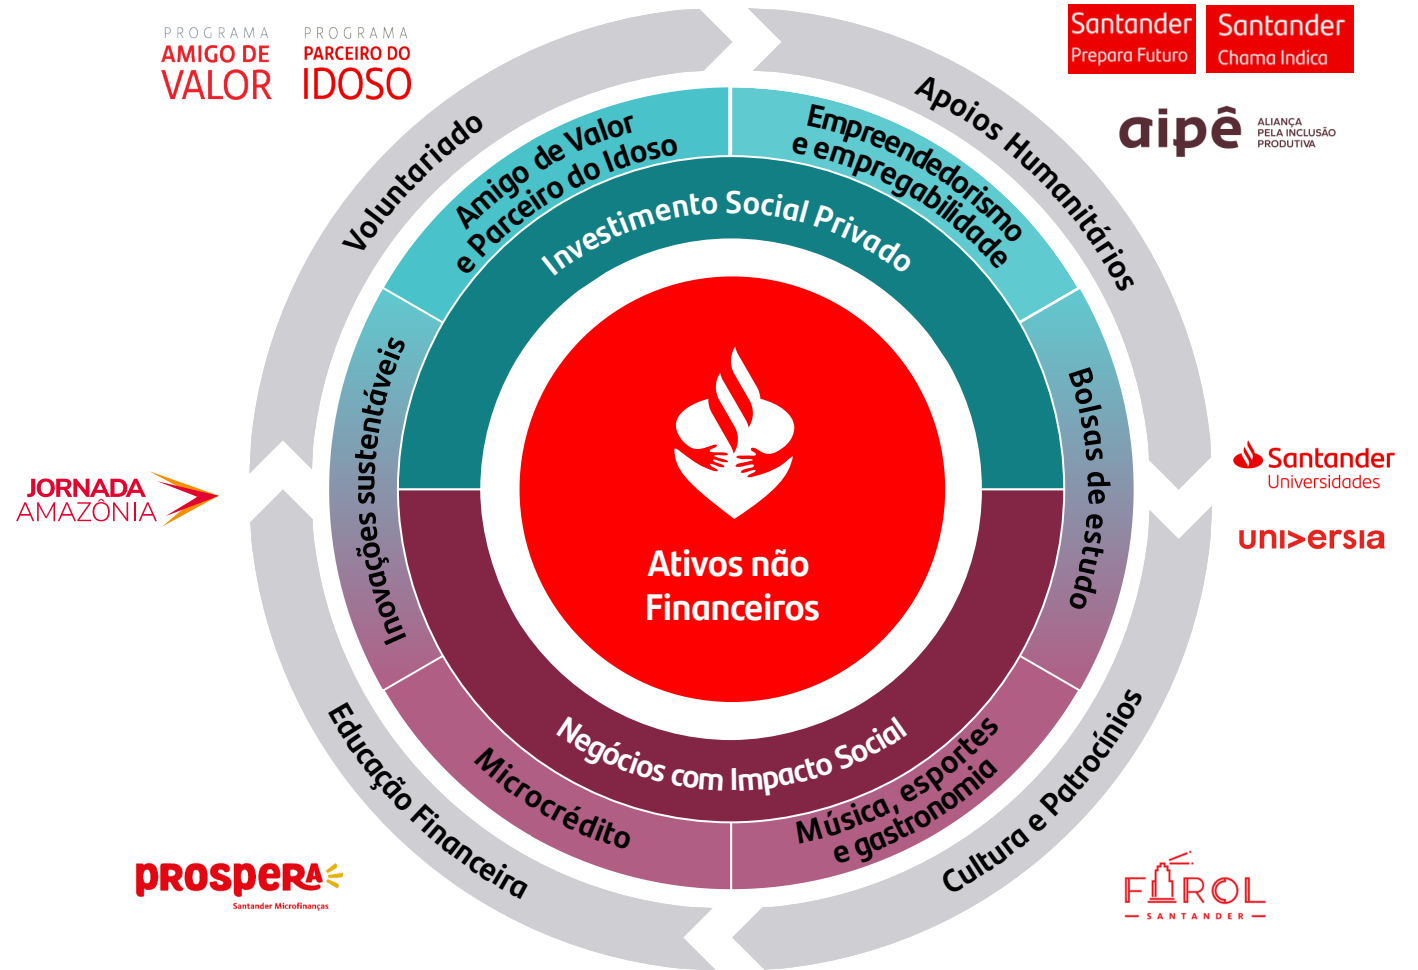 PROGRAMA
AMIGO DE
VALOR
PROGRAMA
PARCEIRO DO
IDOSO
Santander
Prepara Futuro
Santander
Chama Indica
aipê
ALIANÇA
PELA INCLUSÃO
PRODUTIVA
Voluntariado
Apoios Humanitários
Amigo de Valor
e Parceiro do Idoso
Empreendedorismo
e empregabilidade
Investimento Social Privado
Inovações sustentáveis
Bolsas de estudo
JORNADA
AMAZÔNIA
Santander
Universidades
uni>ersia
Ativos não
Financeiros
Negócios com Impacto Social
Microcrédito
Música, esportes
e gastronomia
Educação Financeira
Cultura e Patrocínios
prospera
Santander Microfinanças
FAROL
SANTANDER